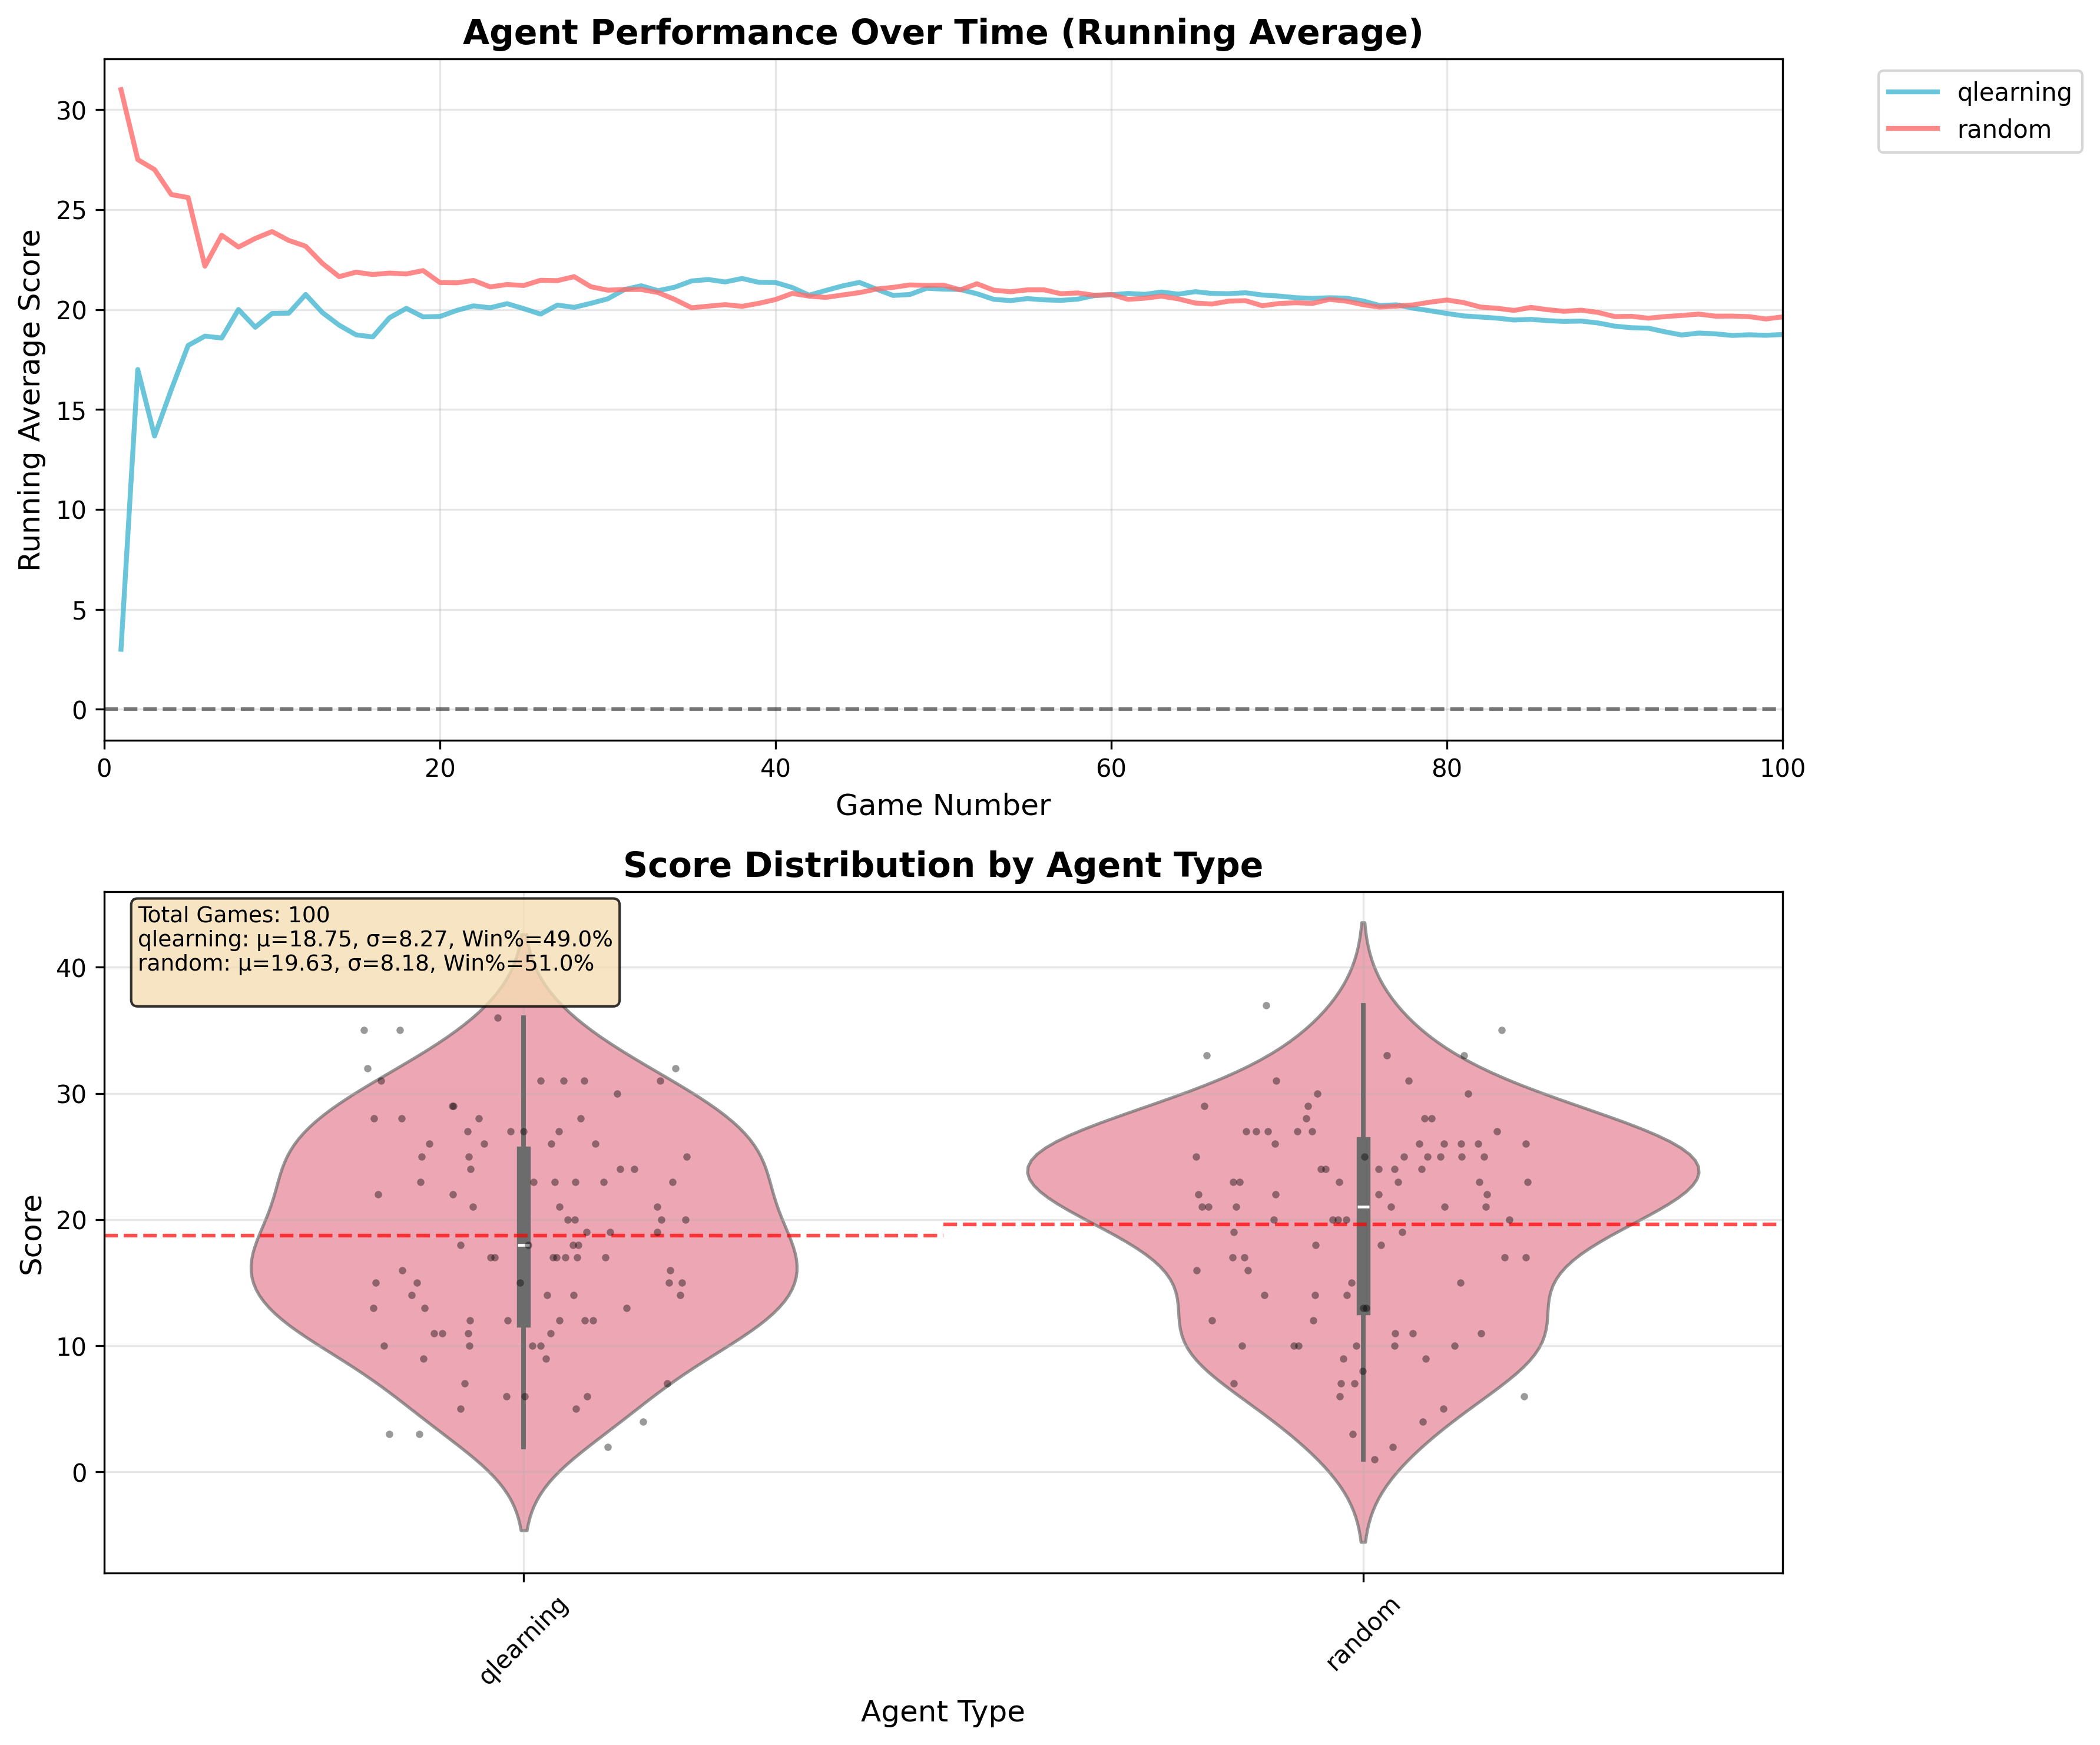 Agent Performance Over Time (Running Average)
30
25
20
15
10
5
0
Running Average Score
0 20 40 60 80 100
Game Number
qlearning
random
Score Distribution by Agent Type
Total Games: 100
qlearning: μ=18.75, σ=8.27, Win%=49.0%
random: μ=19.63, σ=8.18, Win%=51.0%
40
30
20
10
0
Score
qlearning
random
Agent Type